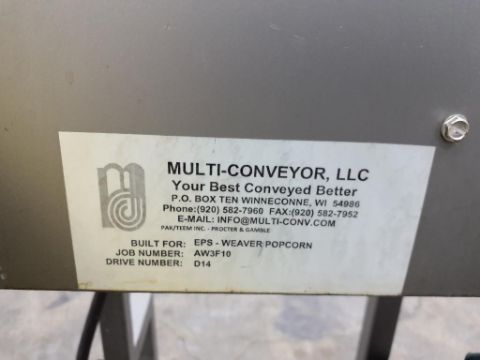 MULTI-CONVEYOR, LLC
Your Best Conveyed Better
P.O. BOX TEN WINNECONNE, WI 54986
Phone:(920) 582-7960 FAX:(920) 582-7952
E-MAIL: INFO@MULTI-CONV.COM
PAK/TEEM INC. - PROCTER & GAMBLE
BUILT FOR: EPS - WEAVER POPCORN
JOB NUMBER: AW3F10
DRIVE NUMBER: D14